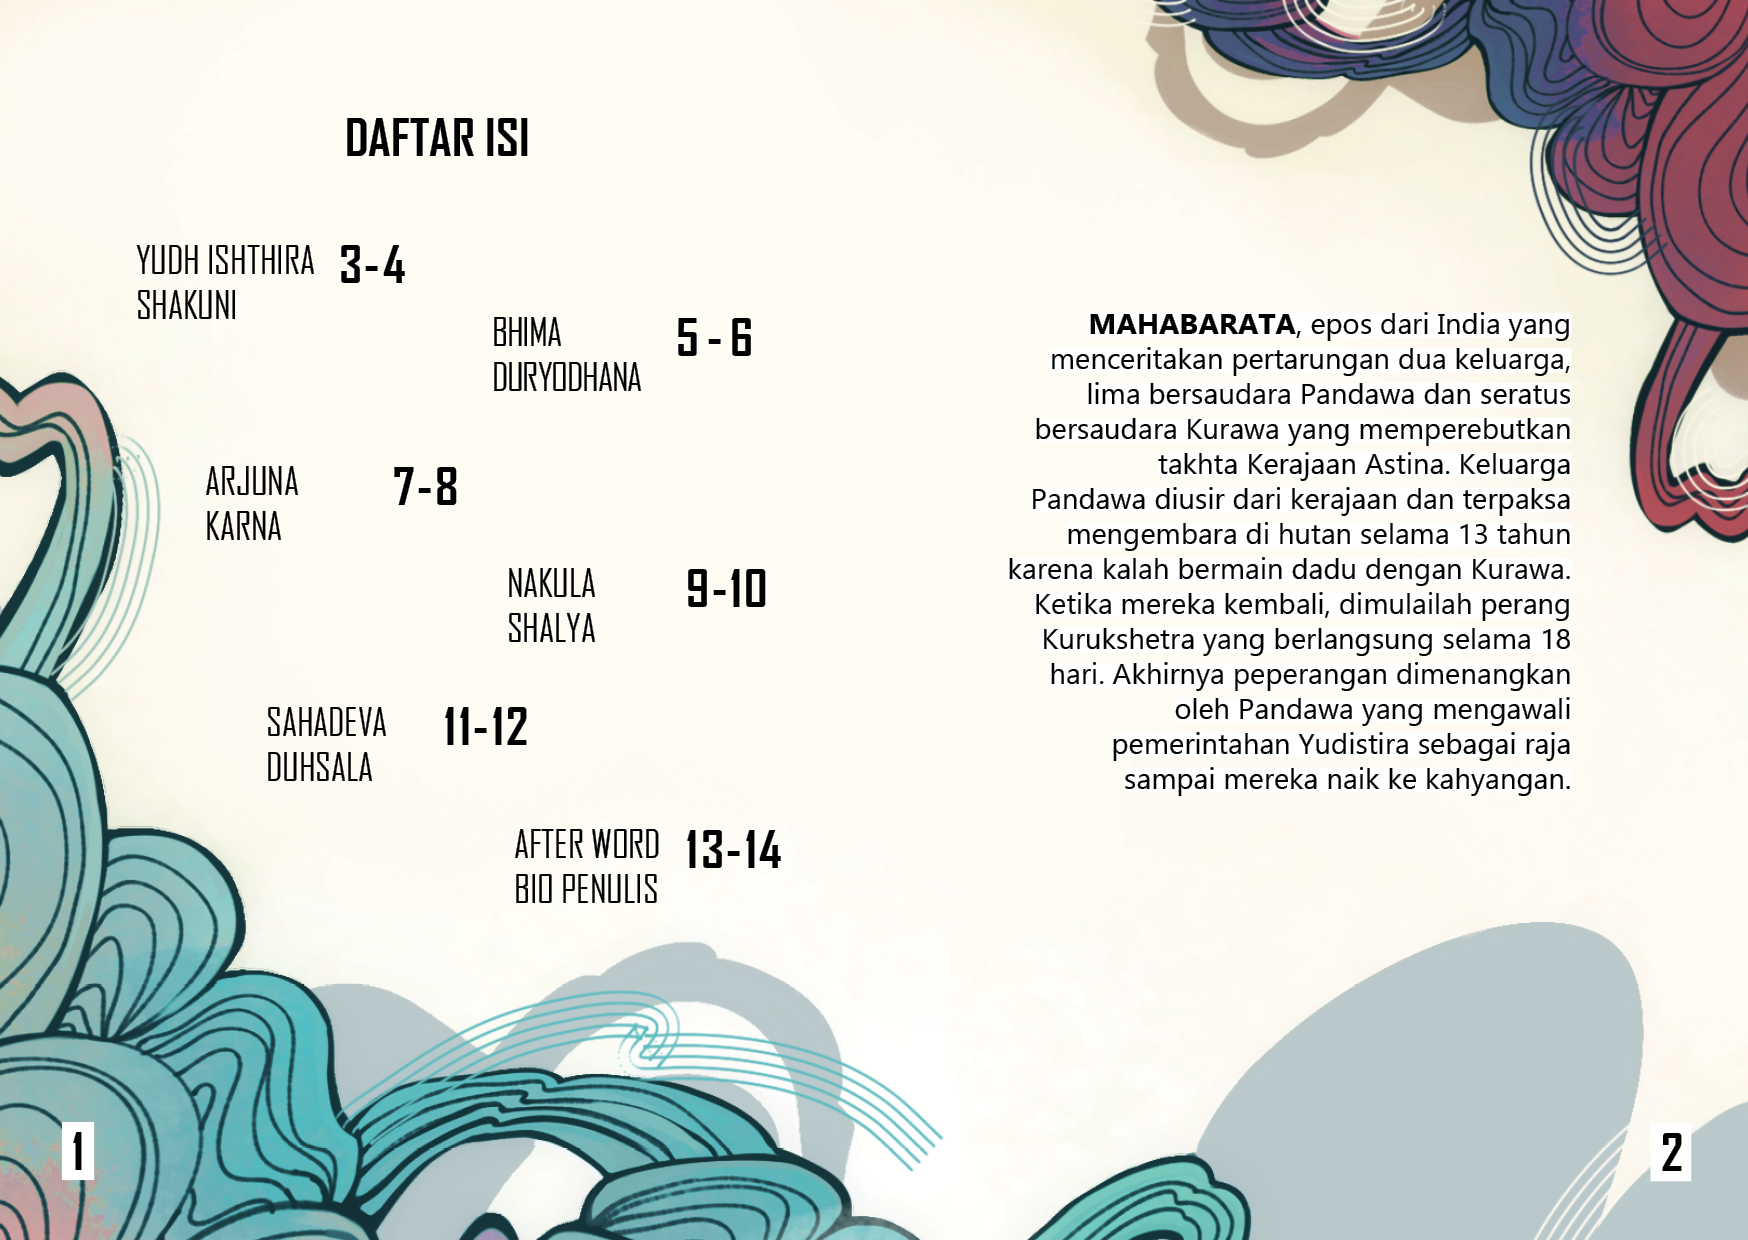 DAFTAR ISI
YUDH ISHTHIRA 3-4
SHAKUNI
BHIMA 5 - 6
DURYODHANA
ARJUNA 7-8
KARNA
NAKULA 9-10
SHALYA
SAHADEVA 11-12
DUHSALA
AFTER WORD 13-14
BIO PENULIS
1
MAHABARATA, epos dari India yang
menceritakan pertarungan dua keluarga,
lima bersaudara Pandawa dan seratus
bersaudara Kurawa yang memperebutkan
takhta Kerajaan Astina. Keluarga
Pandawa diusir dari kerajaan dan terpaksa
mengembara di hutan selama 13 tahun
karena kalah bermain dadu dengan Kurawa.
Ketika mereka kembali, dimulailah perang
Kurukshetra yang berlangsung selama 18
hari. Akhirnya peperangan dimenangkan
oleh Pandawa yang mengawali
pemerintahan Yudistira sebagai raja
sampai mereka naik ke kahyangan.
2